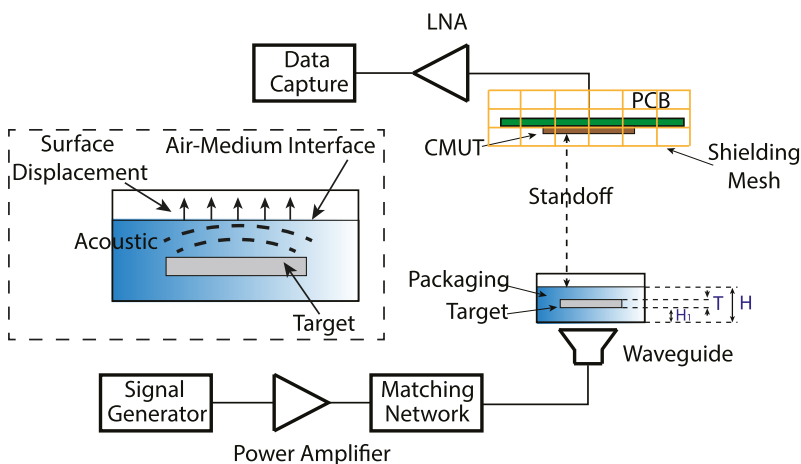 LNA
Data
Capture
PCB
CMUT
Shielding
Mesh
Surface
Displacement
Air-Medium Interface
Acoustic
Target
Standoff
Packaging
Target
T
H
H₁
Waveguide
Signal
Generator
Matching
Network
Power Amplifier